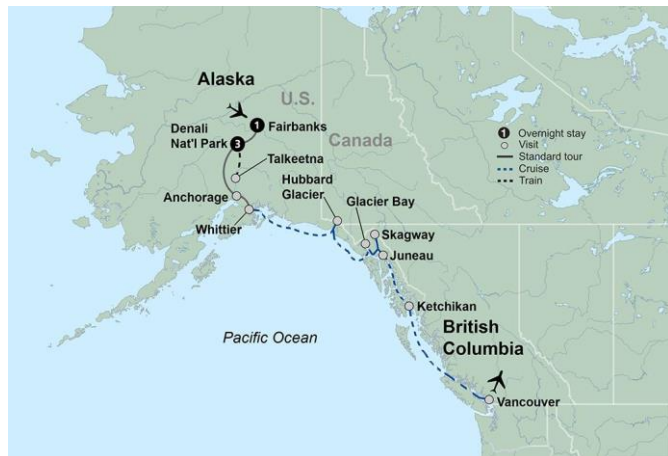 Alaska
U.S.
Canada
1
Fairbanks
Denali
Nat'l Park
3
Talkeetna
Hubbard
Glacier
Glacier Bay
Anchorage
Skagway
Whittier
Juneau
Ketchikan
Pacific Ocean
British
Columbia
Vancouver
1 Overnight stay
Visit
Standard tour
Cruise
Train